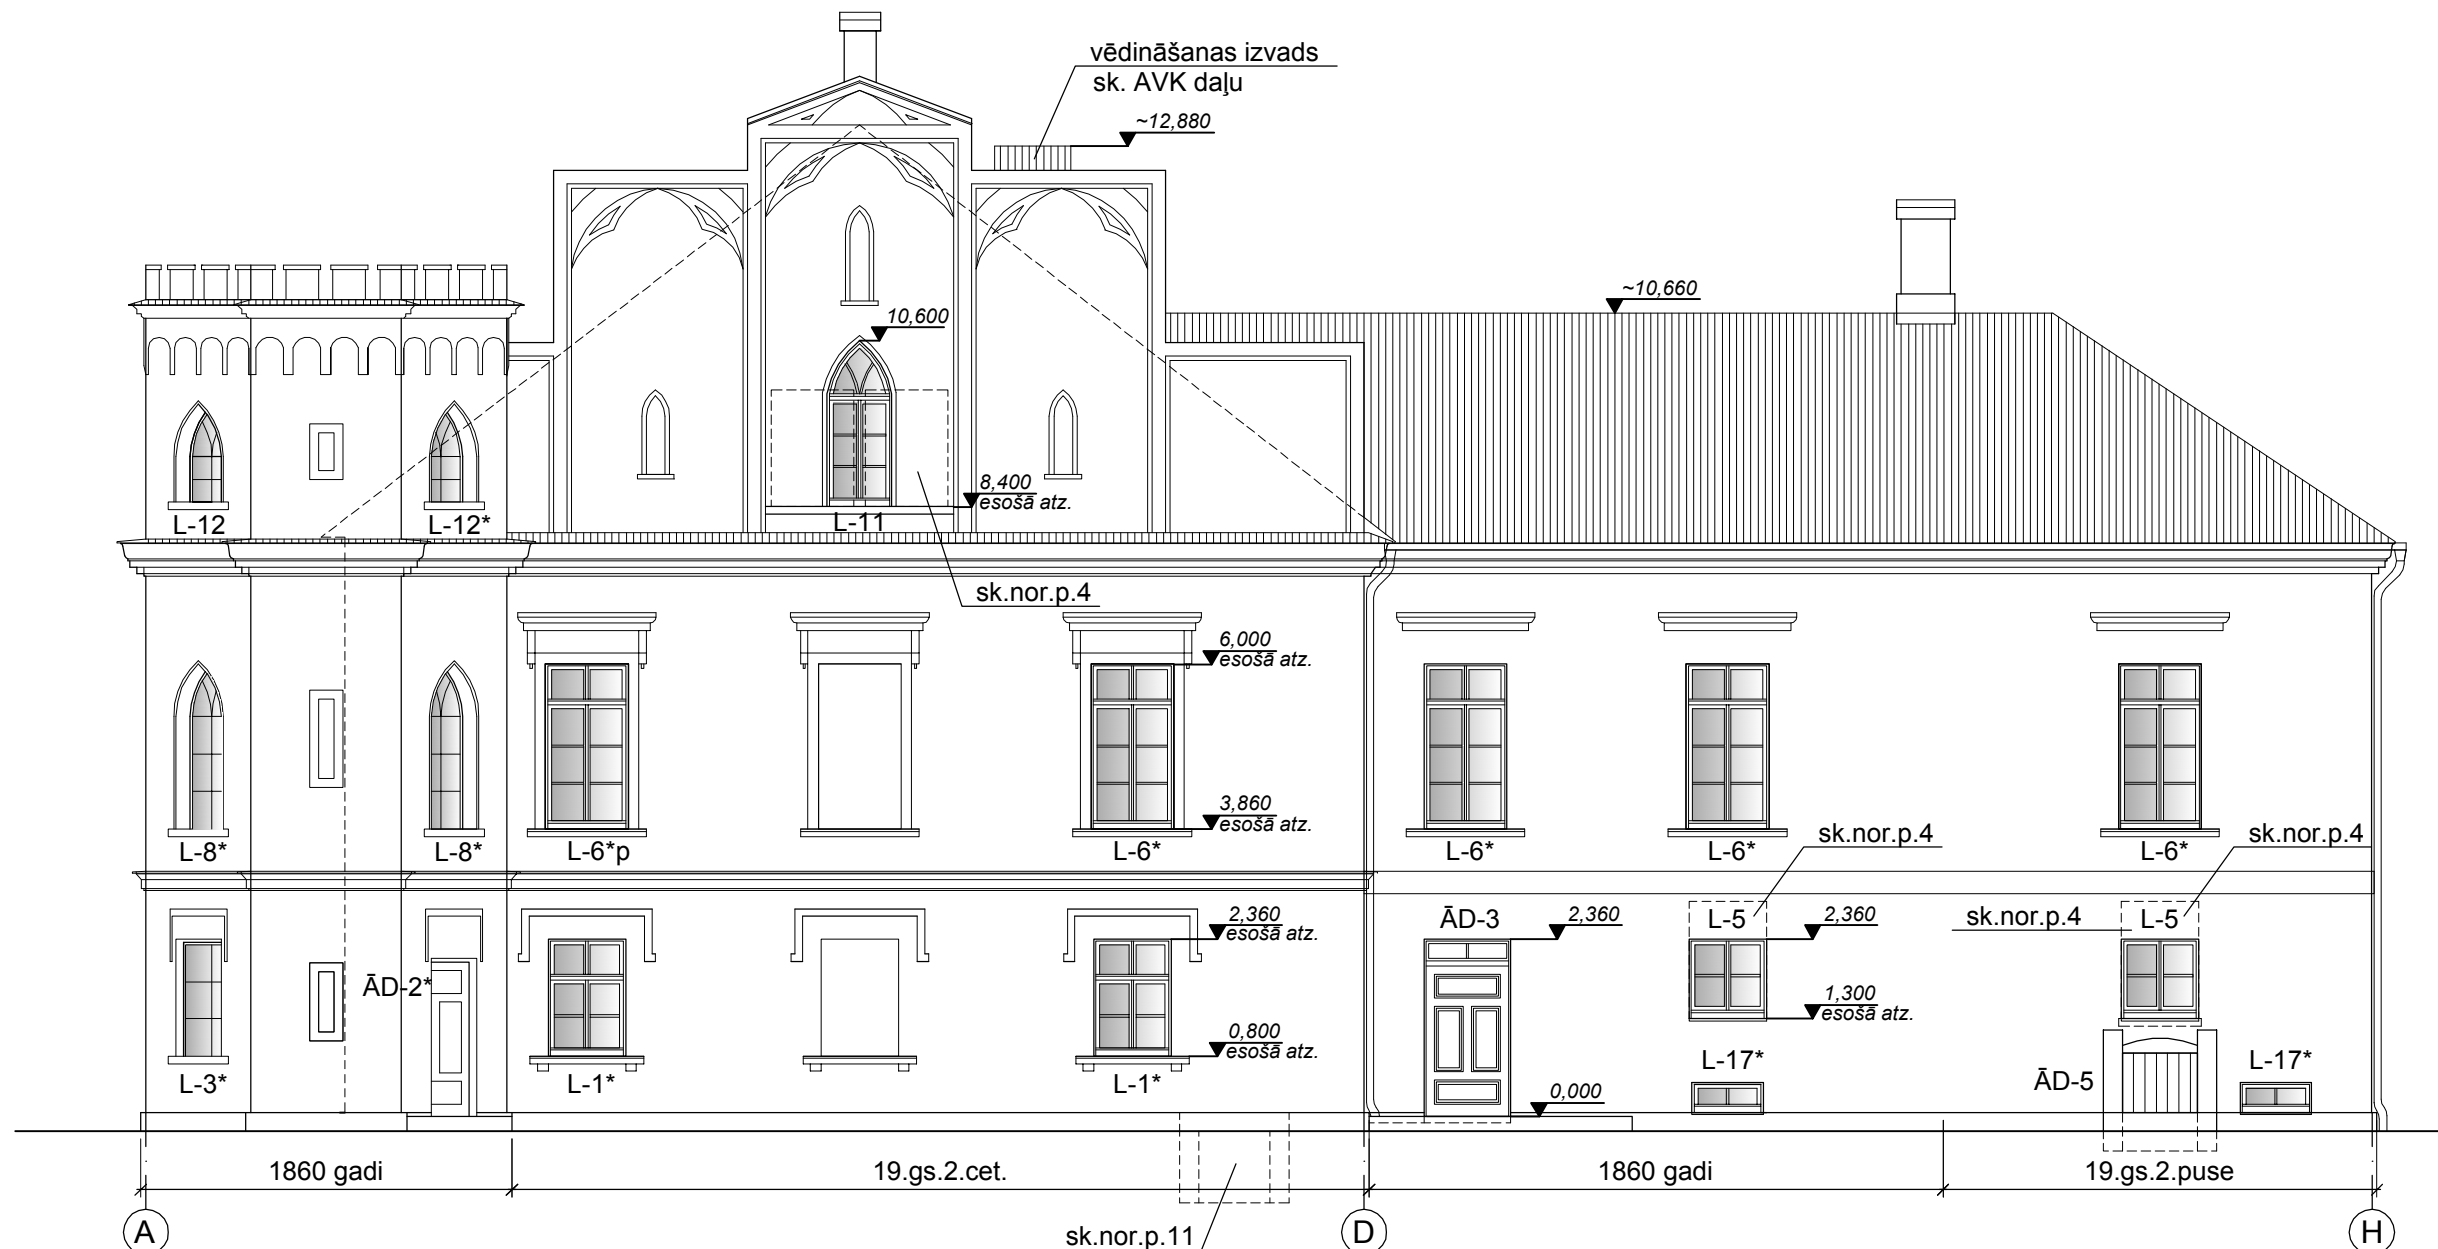 vēdināšanas izvads
sk. AVK daļu
~12,880
~10,660
10,600
8,400
esošā atz.
L-12
L-12*
L-11
sk.nor.p.4
6,000
esošā atz.
3,860
esošā atz.
L-8*
L-8*
L-6*p
L-6*
L-6*
L-6*
L-6*
sk.nor.p.4
sk.nor.p.4
2,360
esošā atz.
ĀD-3
2,360
L-5
2,360
sk.nor.p.4
L-5
ĀD-2*
1,300
esošā atz.
0,800
esošā atz.
L-3*
L-1*
L-1*
0,000
L-17*
ĀD-5
L-17*
1860 gadi
19.gs.2.cet.
1860 gadi
19.gs.2.puse
A
sk.nor.p.11
D
H